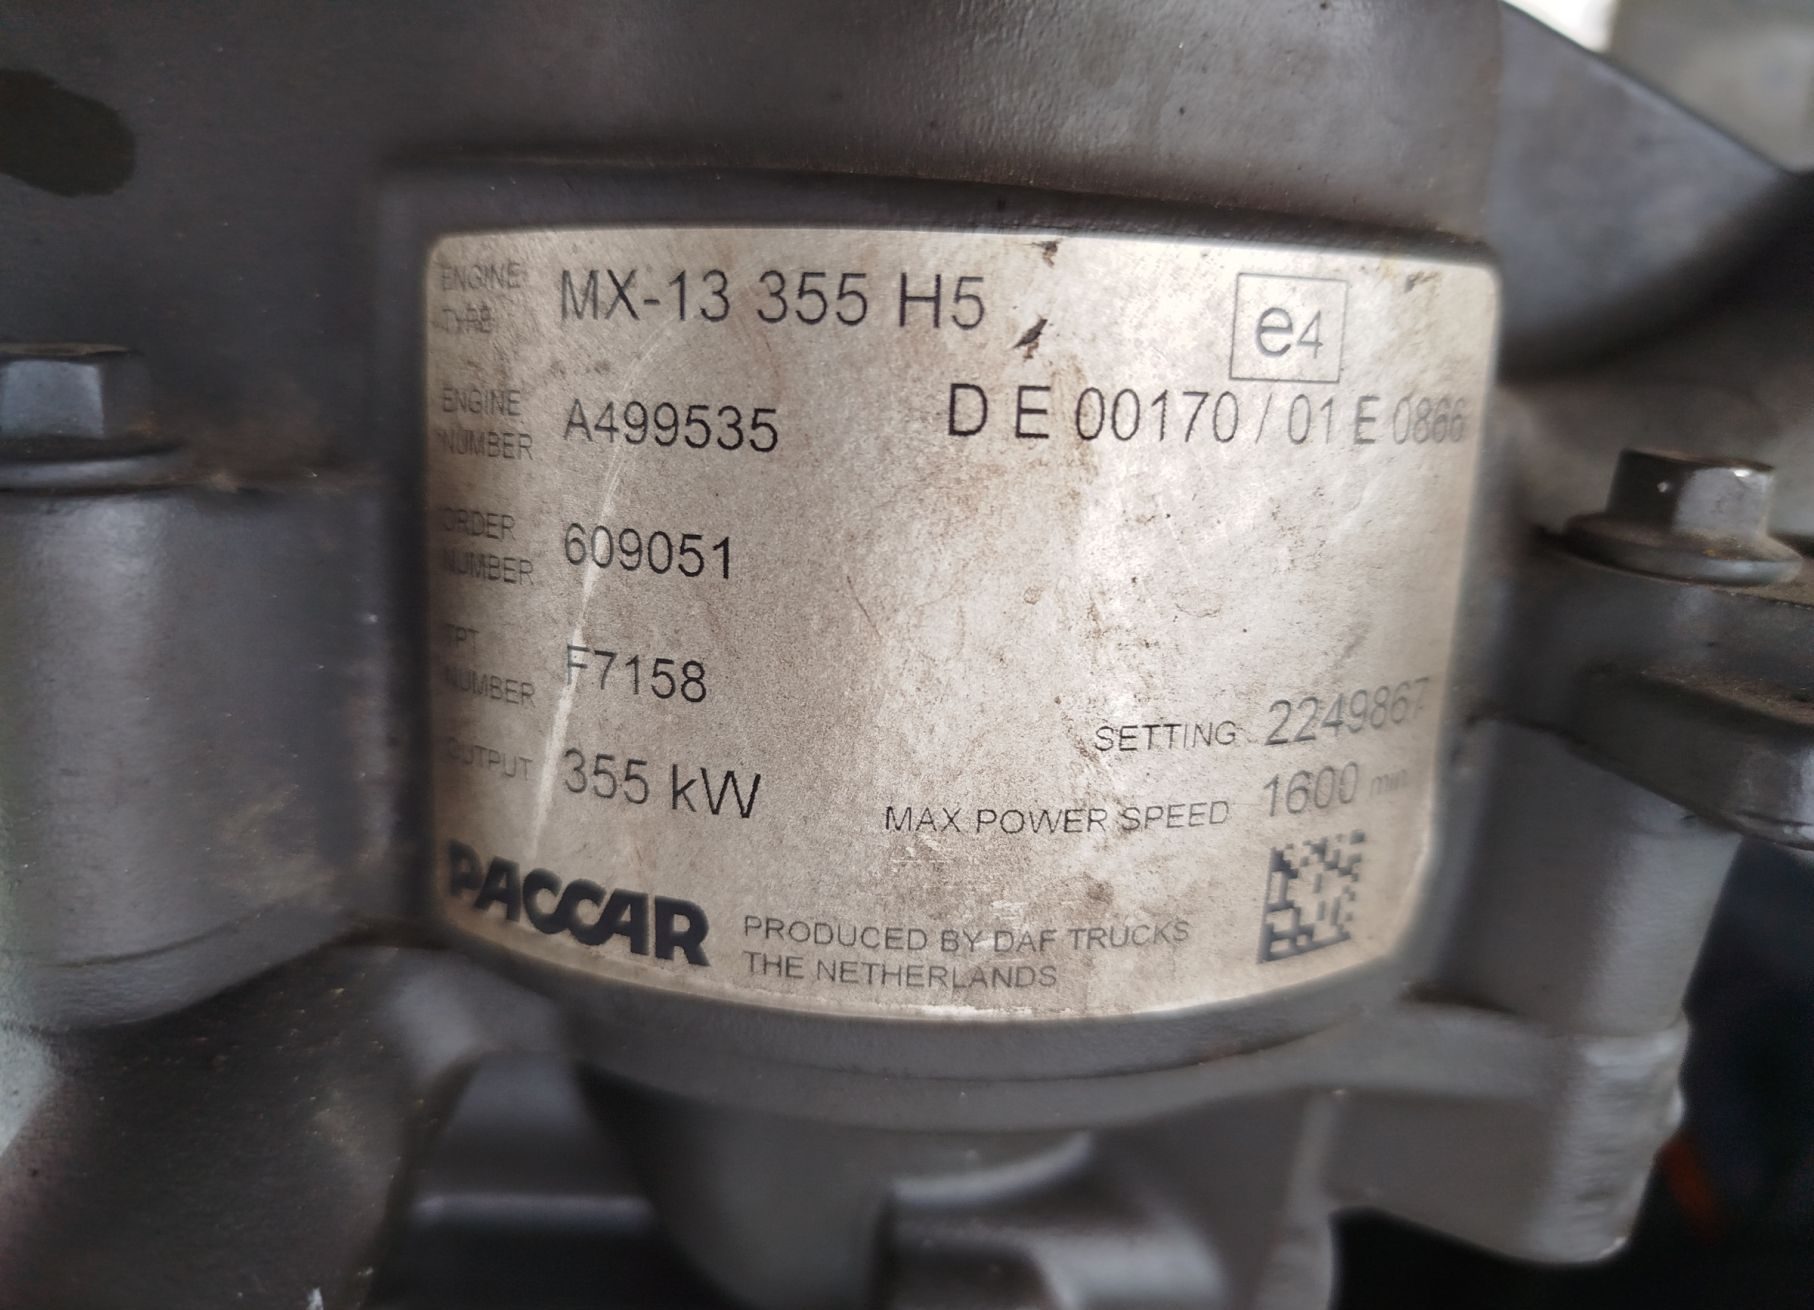 ENGINE TYPE MX-13 355 H5
e4
ENGINE NUMBER A499535
D E 00170 / 01 E 0866
ORDER NUMBER 609051
TPT NUMBER F7158
SETTING 2249867
OUTPUT 355 kW
MAX POWER SPEED 1600 min
PACCAR
PRODUCED BY DAF TRUCKS
THE NETHERLANDS